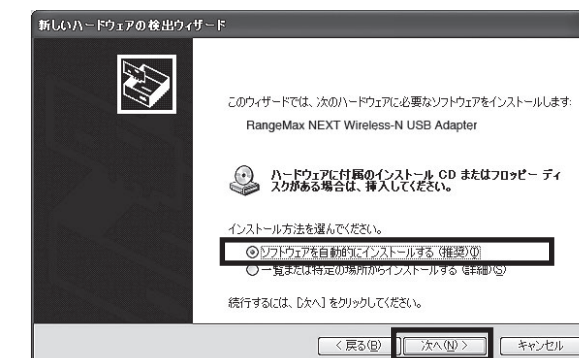 新しいハードウェアの検出ウィザード
このウィザードでは、次のハードウェアに必要なソフトウェアをインストールします:
RangeMax NEXT Wireless-N USB Adapter
ハードウェアに付属のインストール CD またはフロッピー ディ
スクがある場合は、挿入してください。
インストール方法を選んでください。
ソフトウェアを自動的にインストールする (推奨)(I)
一覧または特定の場所からインストールする (詳細)(S)
続行するには、[次へ] をクリックしてください。
< 戻る(B) 次へ(N) > キャンセル